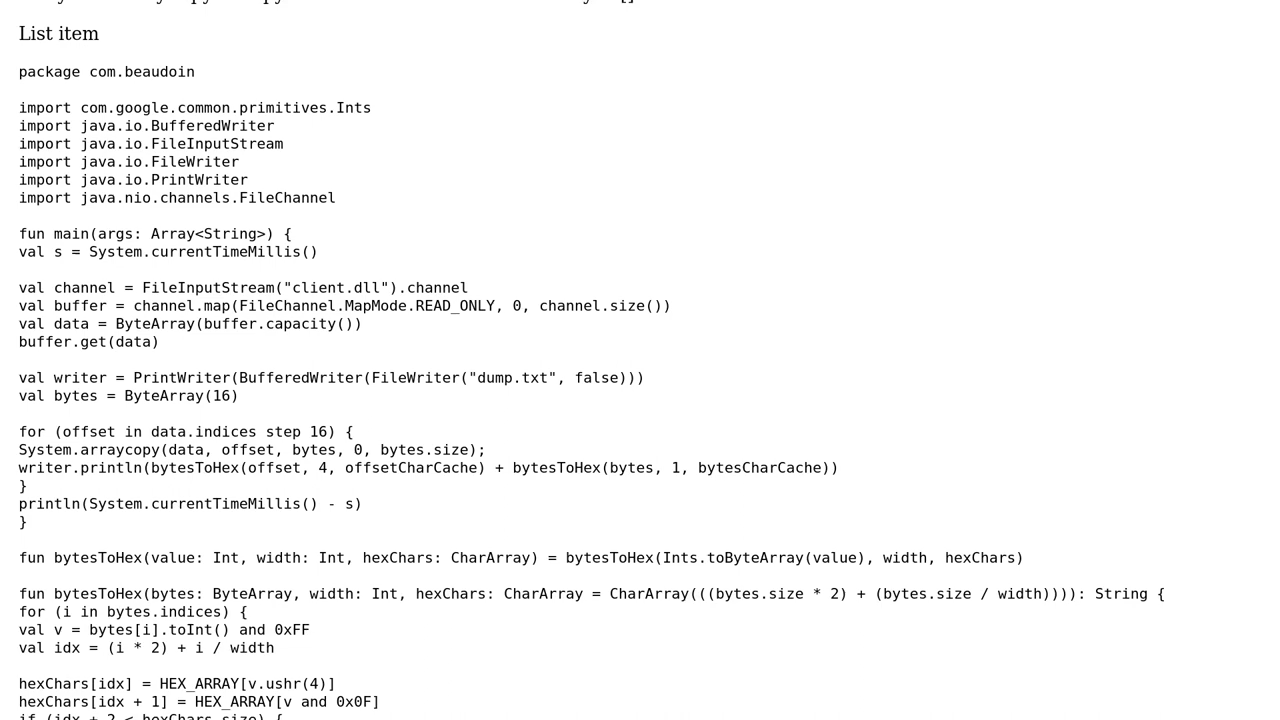 List item
package com.beaudoin
import com.google.common.primitives.Ints
import java.io.BufferedWriter
import java.io.FileInputStream
import java.io.FileWriter
import java.io.PrintWriter
import java.nio.channels.FileChannel
fun main(args: Array<String>) {
val s = System.currentTimeMillis()
val channel = FileInputStream("client.dll").channel
val buffer = channel.map(FileChannel.MapMode.READ_ONLY, 0, channel.size())
val data = ByteArray(buffer.capacity())
buffer.get(data)
val writer = PrintWriter(BufferedWriter(FileWriter("dump.txt", false)))
val bytes = ByteArray(16)
for (offset in data.indices step 16) {
System.arraycopy(data, offset, bytes, 0, bytes.size);
writer.println(bytesToHex(offset, 4, offsetCharCache) + bytesToHex(bytes, 1, bytesCharCache))
}
println(System.currentTimeMillis() - s)
}
fun bytesToHex(value: Int, width: Int, hexChars: CharArray) = bytesToHex(Ints.toByteArray(value), width, hexChars)
fun bytesToHex(bytes: ByteArray, width: Int, hexChars: CharArray = CharArray(((bytes.size * 2) + (bytes.size / width)))): String {
for (i in bytes.indices) {
val v = bytes[i].toInt() and 0xFF
val idx = (i * 2) + i / width
hexChars[idx] = HEX_ARRAY[v.ushr(4)]
hexChars[idx + 1] = HEX_ARRAY[v and 0x0F]
if (idx + 2 < hexChars.size) {